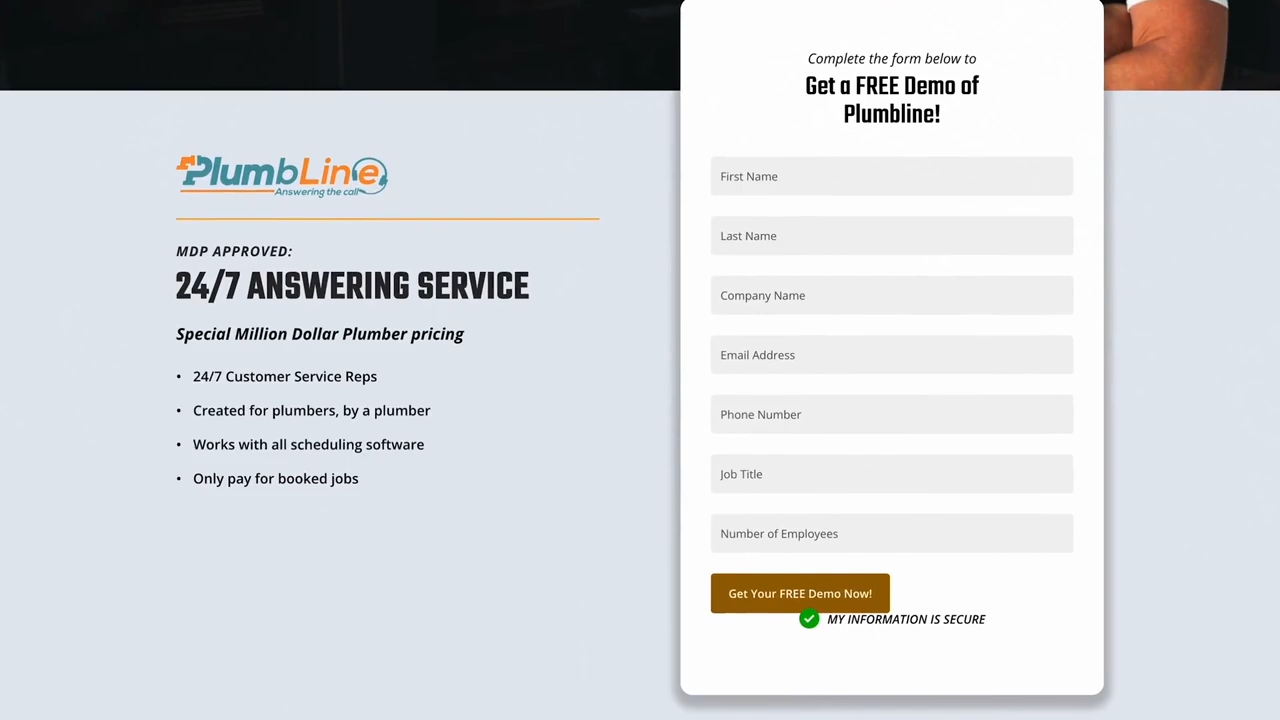 PlumbLine
Answering the call
MDP APPROVED:
24/7 ANSWERING SERVICE
Special Million Dollar Plumber pricing
• 24/7 Customer Service Reps
• Created for plumbers, by a plumber
• Works with all scheduling software
• Only pay for booked jobs
Complete the form below to
Get a FREE Demo of
Plumbline!
First Name
Last Name
Company Name
Email Address
Phone Number
Job Title
Number of Employees
Get Your FREE Demo Now!
MY INFORMATION IS SECURE